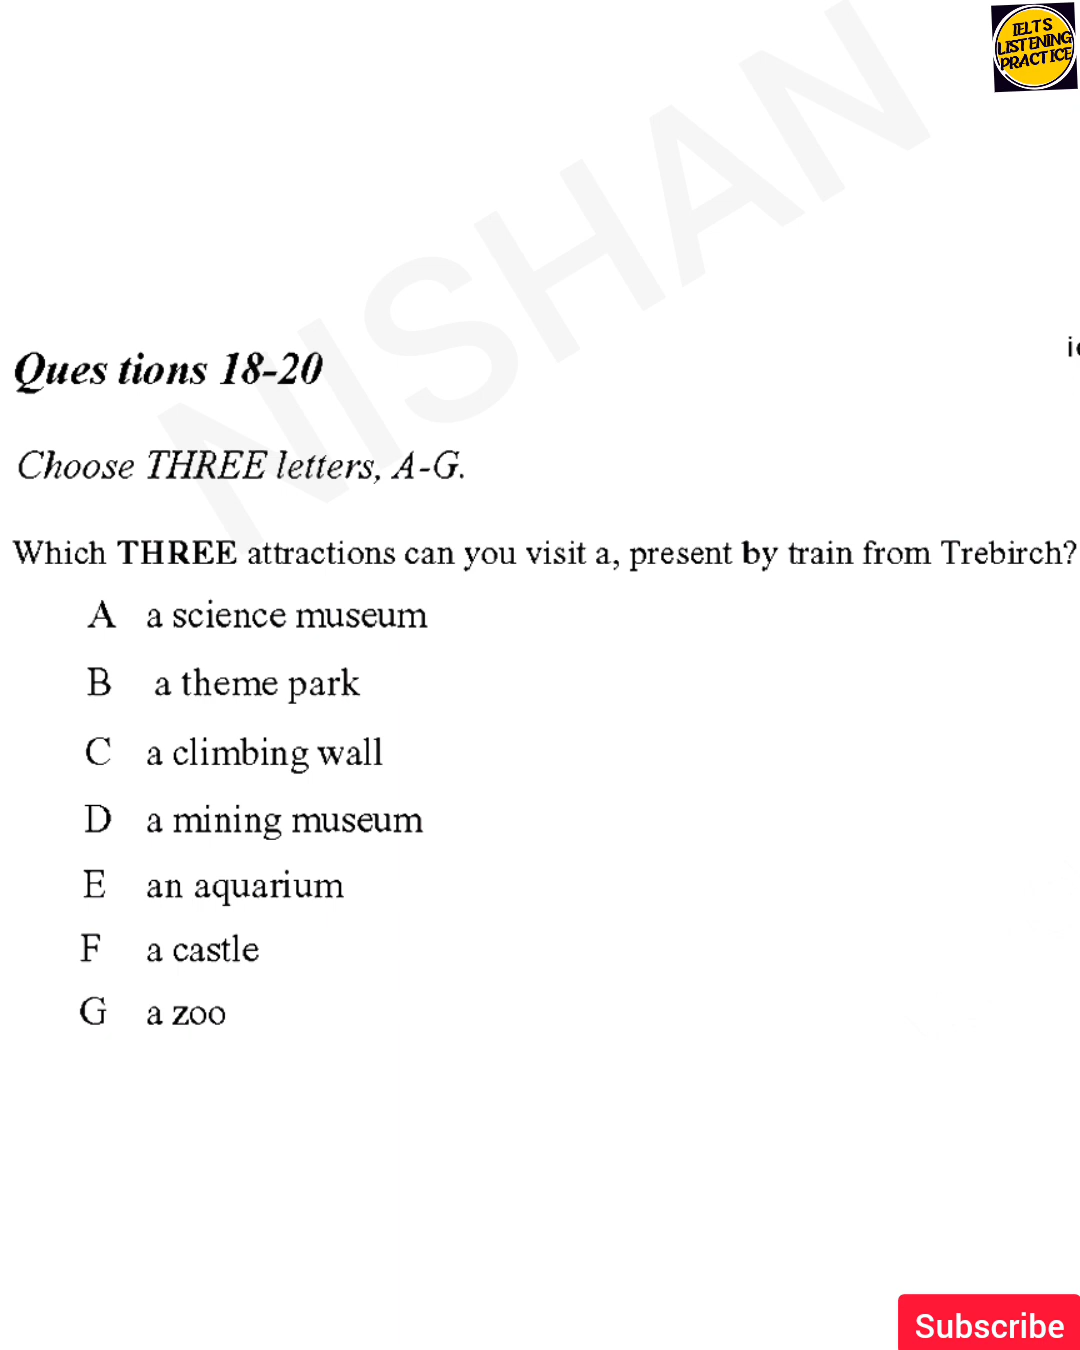 IELTS
LISTENING
PRACTICE
NISHAN
Ques tions 18-20
Choose THREE letters, A-G.
Which THREE attractions can you visit a, present by train from Trebirch?
A a science museum
B a theme park
C a climbing wall
D a mining museum
E an aquarium
F a castle
G a zoo
Subscribe